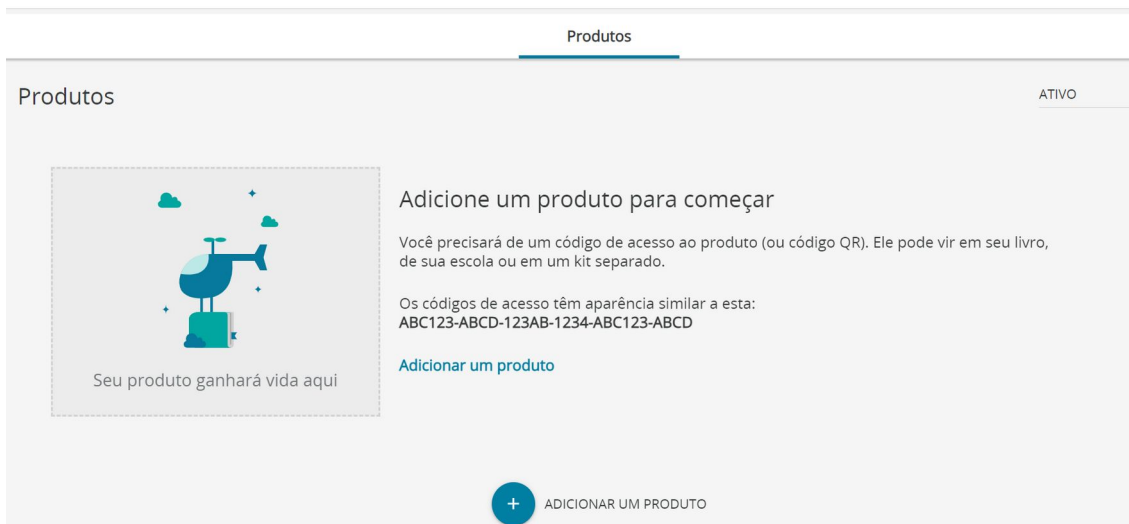 Produtos
Produtos
ATIVO
Seu produto ganhará vida aqui
Adicione um produto para começar
Você precisará de um código de acesso ao produto (ou código QR). Ele pode vir em seu livro,
de sua escola ou em um kit separado.
Os códigos de acesso têm aparência similar a esta:
ABC123-ABCD-123AB-1234-ABC123-ABCD
Adicionar um produto
+ ADICIONAR UM PRODUTO